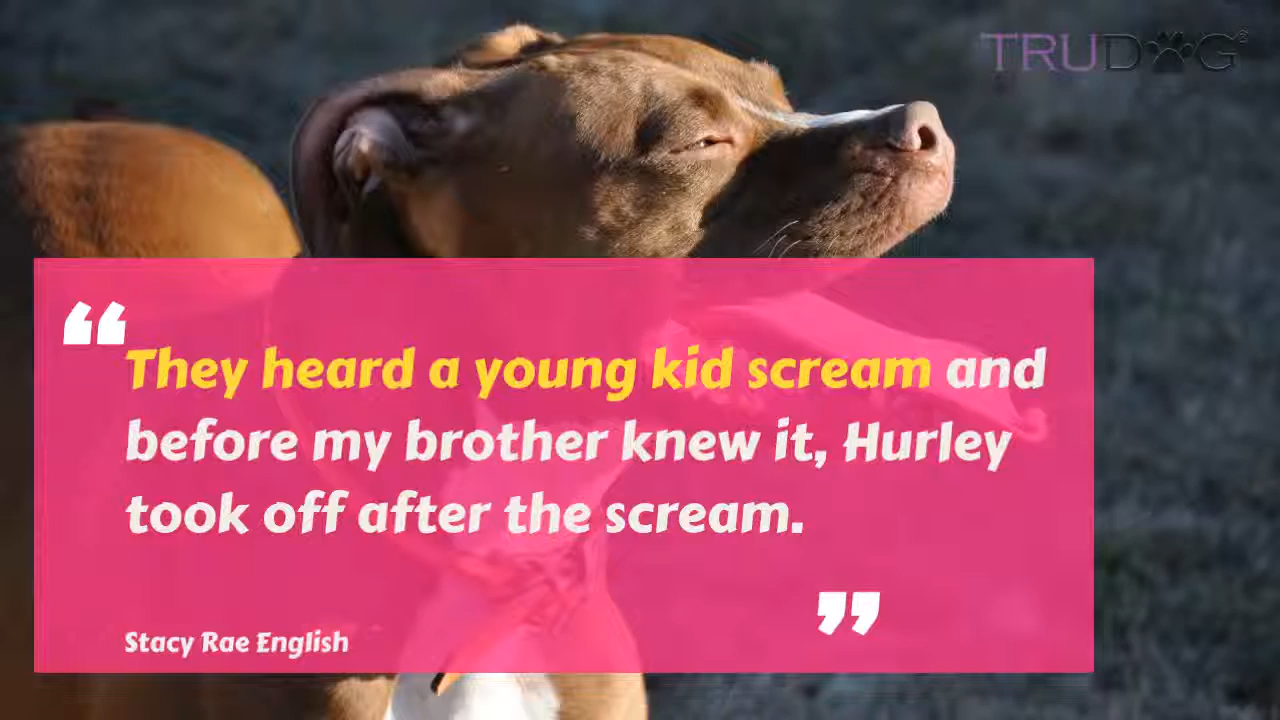 TRUDOG®
“They heard a young kid scream and
before my brother knew it, Hurley
took off after the scream.”
Stacy Rae English